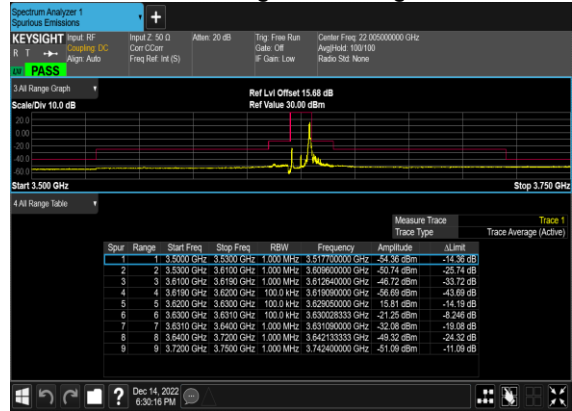 Spectrum Analyzer 1
Spurious Emissions
KEYSIGHT Input: RF Input Z: 50 Ω Atten: 20 dB Trig: Free Run Center Freq: 22.005000000 GHz
R T Coupling: DC Corr CCorr Gate: Off Avg|Hold: 100/100
Align: Auto Freq Ref: Int (S) IF Gain: Low Radio Std: None
PASS
3 All Range Graph
Ref Lvl Offset 15.68 dB
Scale/Div 10.0 dB Ref Value 30.00 dBm
20.0
0.00
-20.0
-40.0
-60.0
Start 3.500 GHz Stop 3.750 GHz
4 All Range Table
Measure Trace Trace 1
Trace Type Trace Average (Active)
Spur Range Start Freq Stop Freq RBW Frequency Amplitude ΔLimit
1 1 3.5000 GHz 3.5300 GHz 1.000 MHz 3.517700000 GHz -54.36 dBm -14.36 dB
2 2 3.5300 GHz 3.6100 GHz 1.000 MHz 3.609600000 GHz -50.74 dBm -25.74 dB
3 3 3.6100 GHz 3.6190 GHz 1.000 MHz 3.612640000 GHz -46.72 dBm -33.72 dB
4 4 3.6190 GHz 3.6200 GHz 100.0 kHz 3.619090000 GHz -56.69 dBm -43.69 dB
5 5 3.6200 GHz 3.6300 GHz 100.0 kHz 3.629050000 GHz 15.81 dBm -14.19 dB
6 6 3.6300 GHz 3.6310 GHz 100.0 kHz 3.630028333 GHz -21.25 dBm -8.246 dB
7 7 3.6310 GHz 3.6400 GHz 1.000 MHz 3.631090000 GHz -32.08 dBm -19.08 dB
8 8 3.6400 GHz 3.7200 GHz 1.000 MHz 3.642133333 GHz -49.32 dBm -24.32 dB
9 9 3.7200 GHz 3.7500 GHz 1.000 MHz 3.742400000 GHz -51.09 dBm -11.09 dB
Dec 14, 2022
6:30:16 PM